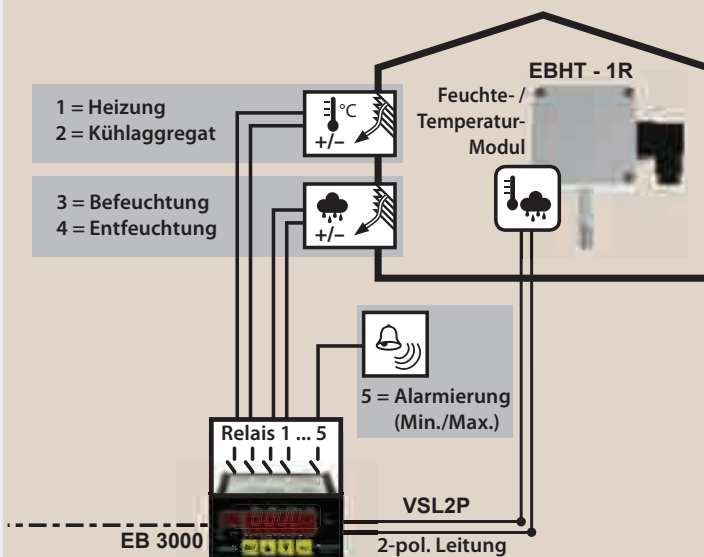 EBHT - 1R
Feuchte- /
Temperatur-
Modul
1 = Heizung
2 = Kühlaggregat
°C
+/–
3 = Befeuchtung
4 = Entfeuchtung
+/–
5 = Alarmierung
(Min./Max.)
Relais 1 ... 5
VSL2P
EB 3000
2-pol. Leitung